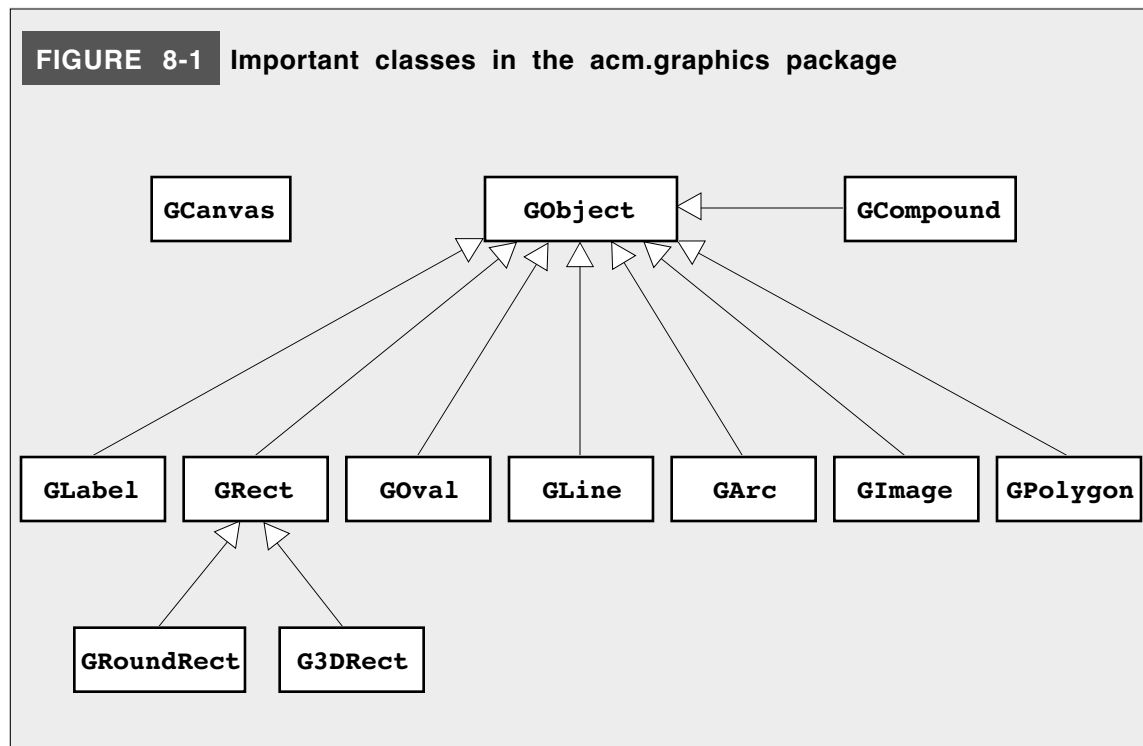 FIGURE 8-1 Important classes in the acm.graphics package
GCanvas GObject GCompound
GLabel GRect GOval GLine GArc GImage GPolygon
GRoundRect G3DRect